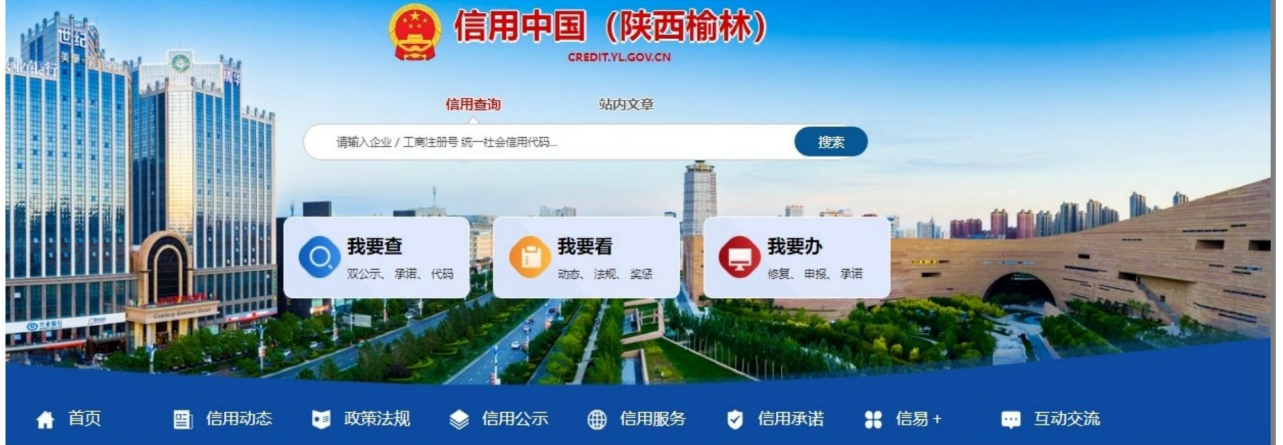 信用中国（陕西榆林）
CREDIT.YL.GOV.CN
信用查询 站内文章
请输入企业 / 工商注册号 统一社会信用代码... 搜索
我要查 我要看 我要办
双公示、承诺、代码 动态、法规、奖惩 修复、申报、承诺
世纪
Century Jinyuan Hotel
首页 信用动态 政策法规 信用公示 信用服务 信用承诺 信易+ 互动交流